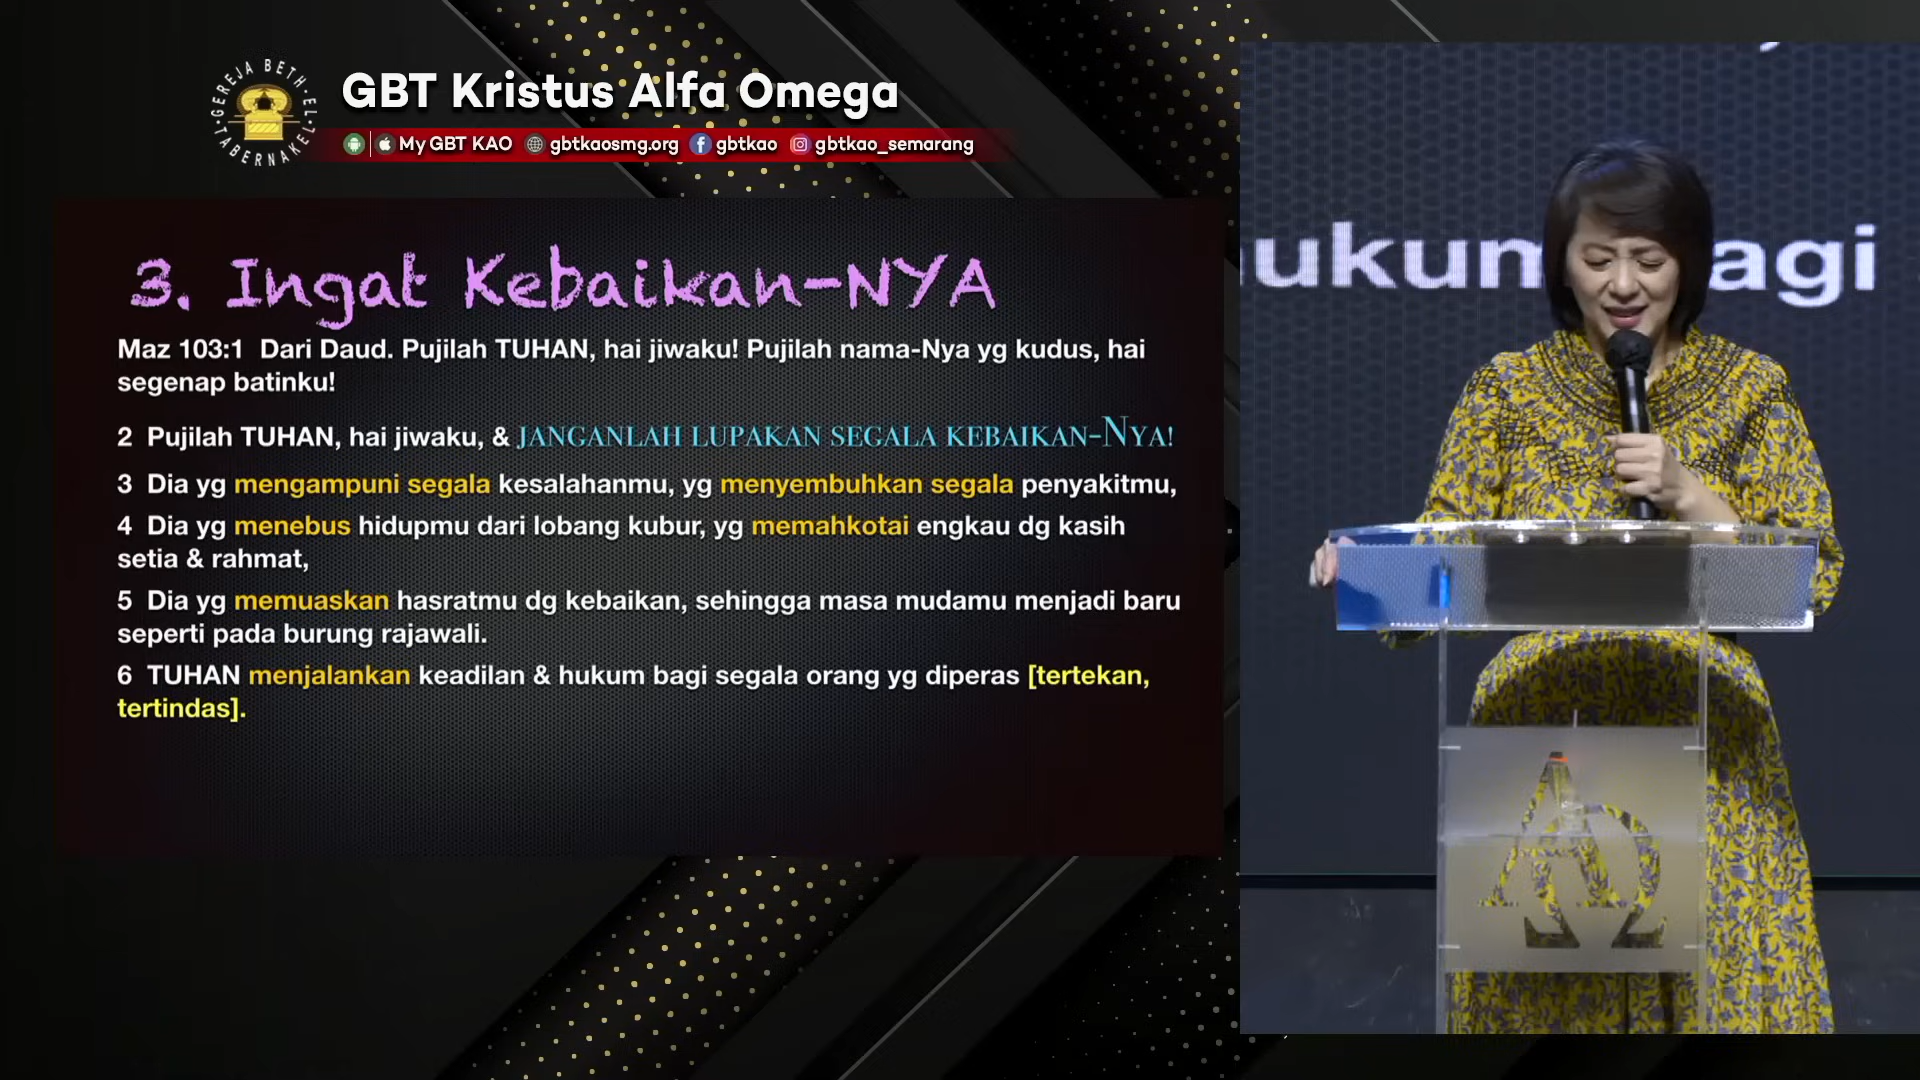 GEREJA BETH-EL TABERNAKEL
GBT Kristus Alfa Omega
My GBT KAO gbtkaosmg.org gbtkao gbtkao_semarang
3. Ingat Kebaikan-NYA
Maz 103:1 Dari Daud. Pujilah TUHAN, hai jiwaku! Pujilah nama-Nya yg kudus, hai
segenap batinku!
2 Pujilah TUHAN, hai jiwaku, & JANGANLAH LUPAKAN SEGALA KEBAIKAN-NYA!
3 Dia yg mengampuni segala kesalahanmu, yg menyembuhkan segala penyakitmu,
4 Dia yg menebus hidupmu dari lobang kubur, yg memahkotai engkau dg kasih
setia & rahmat,
5 Dia yg memuaskan hasratmu dg kebaikan, sehingga masa mudamu menjadi baru
seperti pada burung rajawali.
6 TUHAN menjalankan keadilan & hukum bagi segala orang yg diperas [tertekan,
tertindas].
ukum agi
ΑΩ